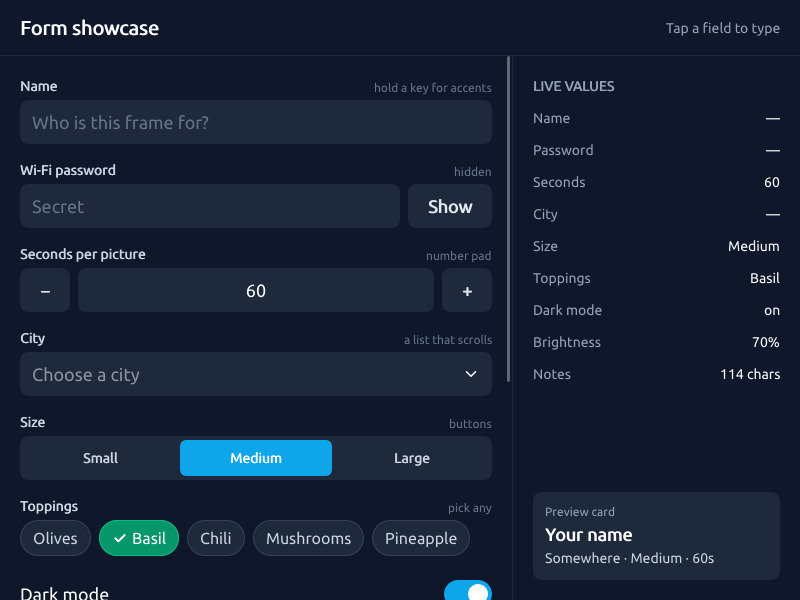 Form showcase
Tap a field to type
Name
hold a key for accents
Who is this frame for?
Wi-Fi password
hidden
Secret
Show
Seconds per picture
number pad
− 60 +
City
a list that scrolls
Choose a city
Size
buttons
Small Medium Large
Toppings
pick any
Olives ✓ Basil Chili Mushrooms Pineapple
Dark mode
LIVE VALUES
Name —
Password —
Seconds 60
City —
Size Medium
Toppings Basil
Dark mode on
Brightness 70%
Notes 114 chars
Preview card
Your name
Somewhere · Medium · 60s